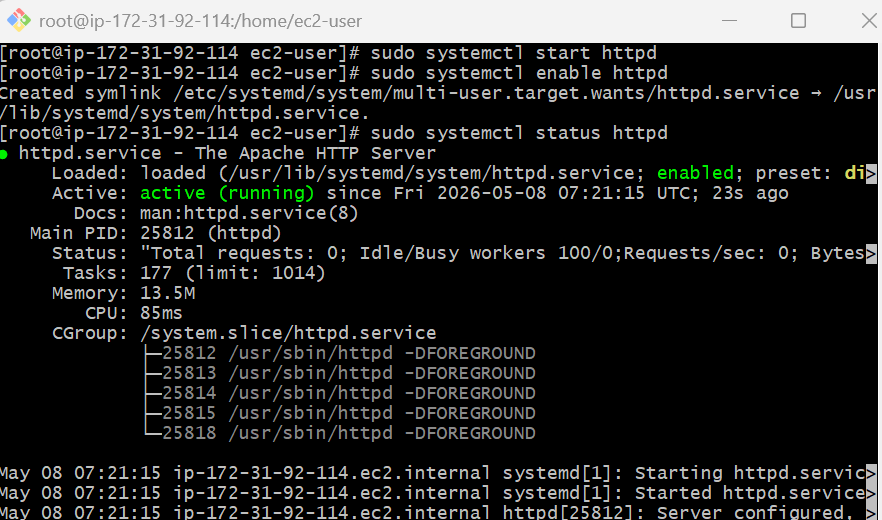 root@ip-172-31-92-114:/home/ec2-user
[root@ip-172-31-92-114 ec2-user]# sudo systemctl start httpd
[root@ip-172-31-92-114 ec2-user]# sudo systemctl enable httpd
Created symlink /etc/systemd/system/multi-user.target.wants/httpd.service → /usr
/lib/systemd/system/httpd.service.
[root@ip-172-31-92-114 ec2-user]# sudo systemctl status httpd
● httpd.service - The Apache HTTP Server
     Loaded: loaded (/usr/lib/systemd/system/httpd.service; enabled; preset: di>
     Active: active (running) since Fri 2026-05-08 07:21:15 UTC; 23s ago
       Docs: man:httpd.service(8)
   Main PID: 25812 (httpd)
     Status: "Total requests: 0; Idle/Busy workers 100/0;Requests/sec: 0; Bytes>
      Tasks: 177 (limit: 1014)
     Memory: 13.5M
        CPU: 85ms
     CGroup: /system.slice/httpd.service
             ├─25812 /usr/sbin/httpd -DFOREGROUND
             ├─25813 /usr/sbin/httpd -DFOREGROUND
             ├─25814 /usr/sbin/httpd -DFOREGROUND
             ├─25815 /usr/sbin/httpd -DFOREGROUND
             └─25818 /usr/sbin/httpd -DFOREGROUND
May 08 07:21:15 ip-172-31-92-114.ec2.internal systemd[1]: Starting httpd.servic>
May 08 07:21:15 ip-172-31-92-114.ec2.internal systemd[1]: Started httpd.service>
May 08 07:21:15 ip-172-31-92-114.ec2.internal httpd[25812]: Server configured, >